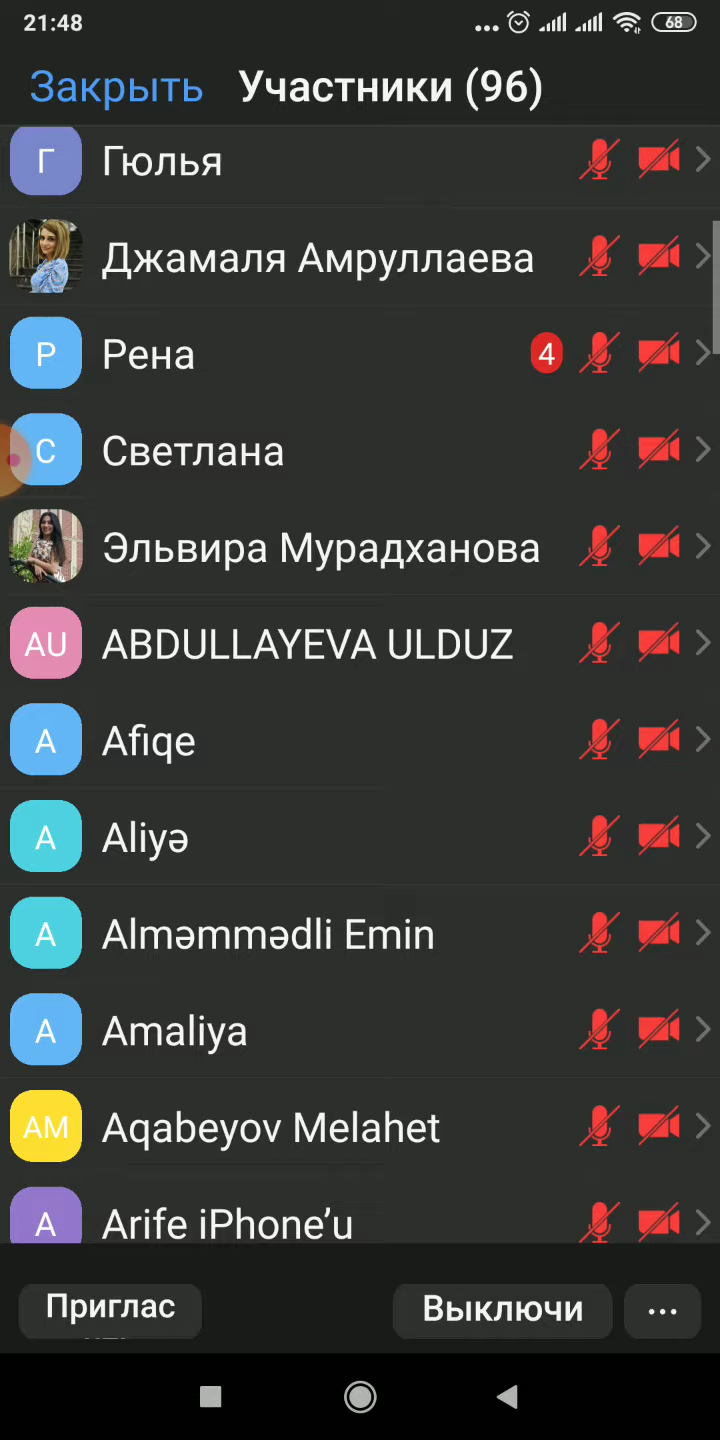 21:48
68
Закрыть Участники (96)
Г Гюлья
Джамаля Амруллаева
Р Рена 4
С Светлана
Эльвира Мурадханова
AU ABDULLAYEVA ULDUZ
A Afiqe
A Aliyə
A Alməmmədli Emin
A Amaliya
AM Aqabeyov Melahet
A Arife iPhone’u
Приглас Выключи ...